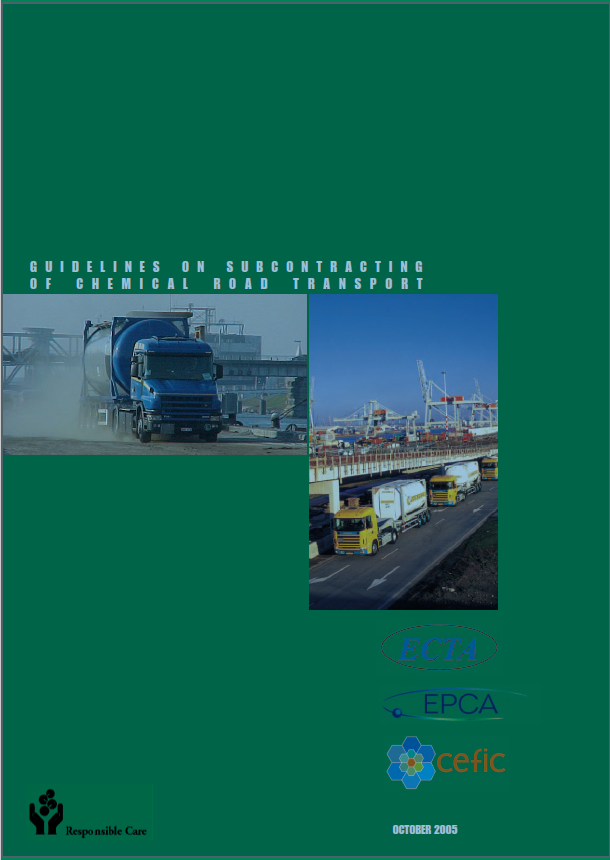 GUIDELINES ON SUBCONTRACTING
OF CHEMICAL ROAD TRANSPORT
ECTA
EPCA
cefic
Responsible Care
OCTOBER 2005